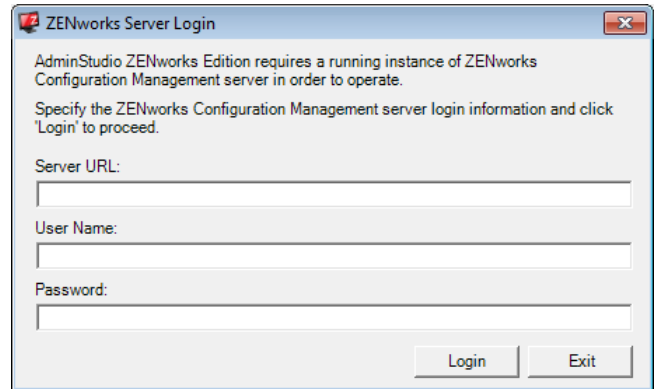 ZENworks Server Login
AdminStudio ZENworks Edition requires a running instance of ZENworks
Configuration Management server in order to operate.
Specify the ZENworks Configuration Management server login information and click
'Login' to proceed.
Server URL:
User Name:
Password:
Login
Exit